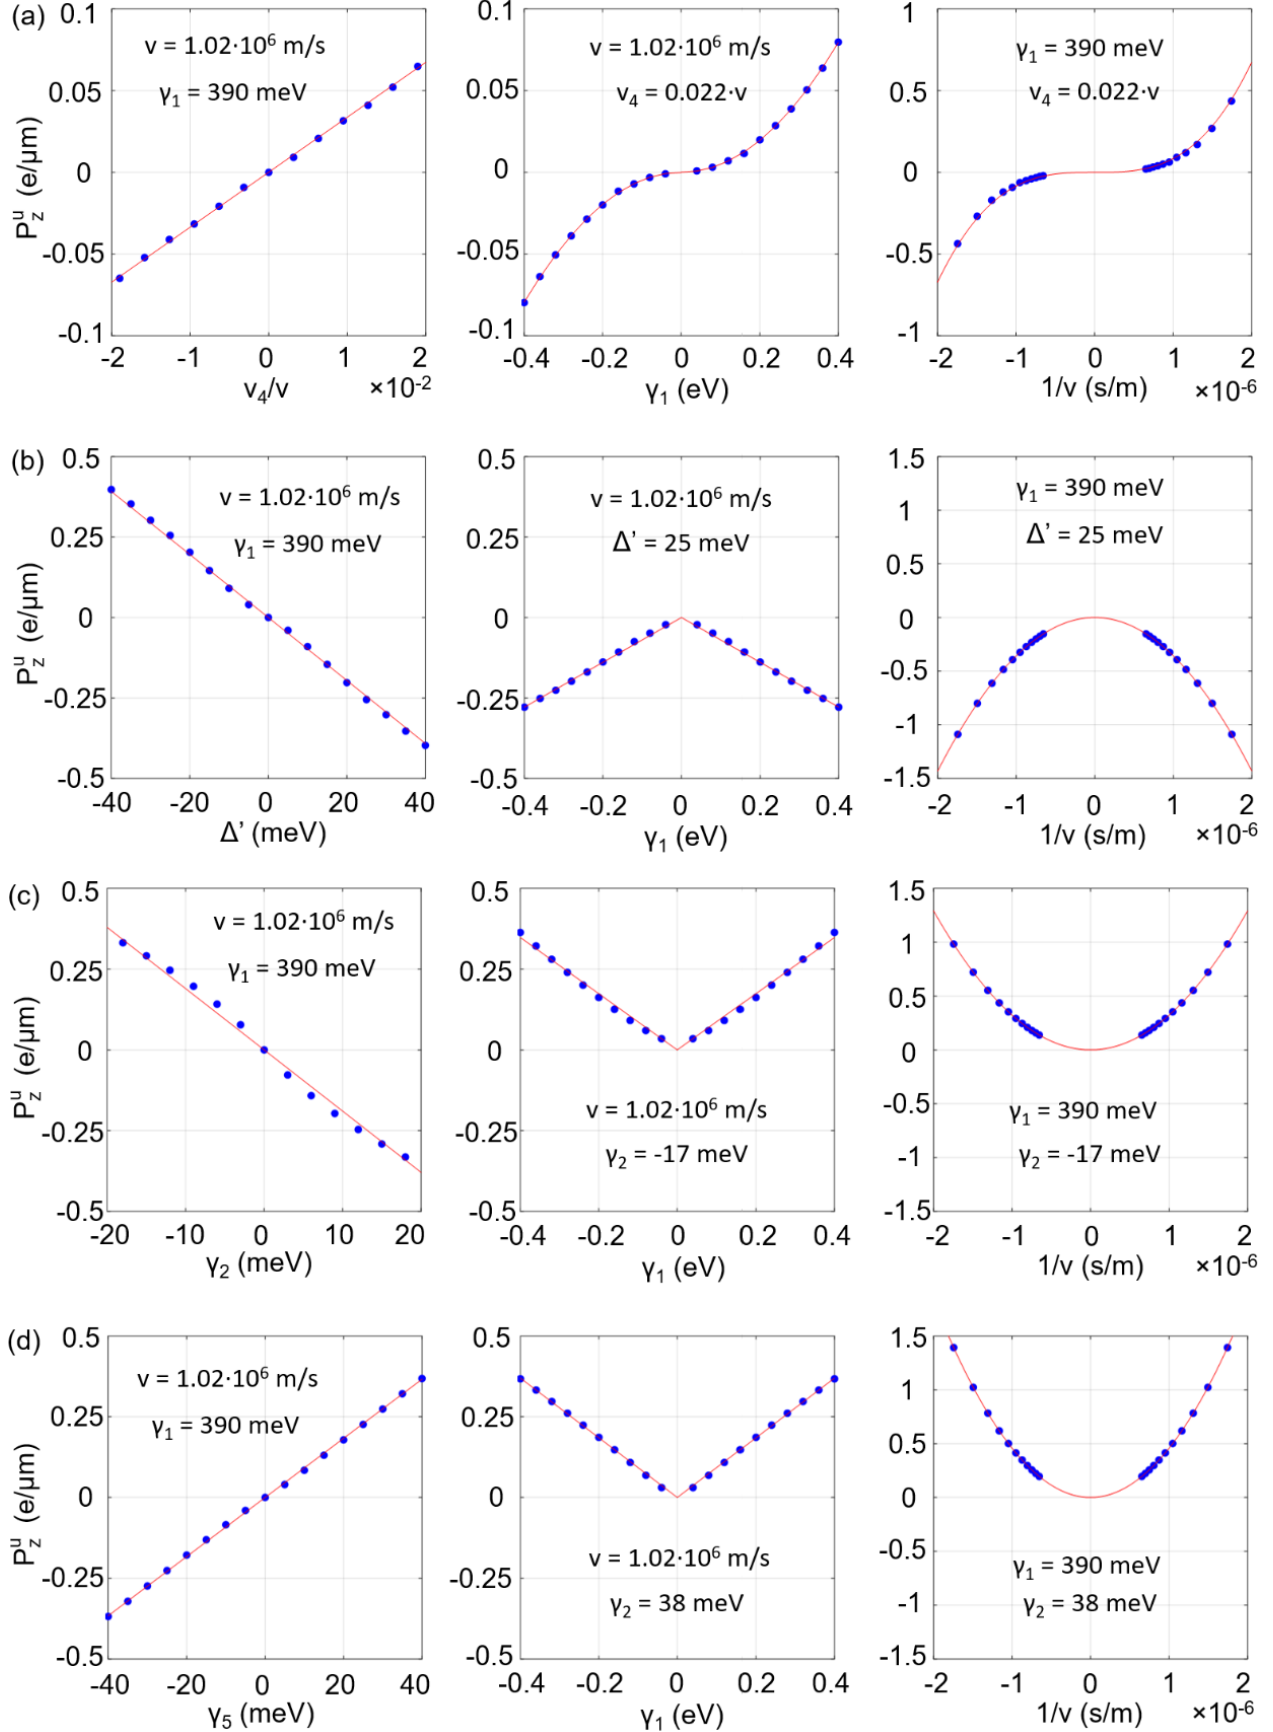 (a)
P_z^u (e/μm)
0.1
0.05
0
-0.05
-0.1
v = 1.02·10⁶ m/s
γ₁ = 390 meV
-2 -1 0 1 2
v₄/v ×10⁻²
0.1
0.05
0
-0.05
-0.1
v = 1.02·10⁶ m/s
v₄ = 0.022·v
-0.4 -0.2 0 0.2 0.4
γ₁ (eV)
1
0.5
0
-0.5
-1
γ₁ = 390 meV
v₄ = 0.022·v
-2 -1 0 1 2
1/v (s/m) ×10⁻⁶
(b)
P_z^u (e/μm)
0.5
0.25
0
-0.25
-0.5
v = 1.02·10⁶ m/s
γ₁ = 390 meV
-40 -20 0 20 40
Δ’ (meV)
0.5
0.25
0
-0.25
-0.5
v = 1.02·10⁶ m/s
Δ’ = 25 meV
-0.4 -0.2 0 0.2 0.4
γ₁ (eV)
1.5
1
0.5
0
-0.5
-1
-1.5
γ₁ = 390 meV
Δ’ = 25 meV
-2 -1 0 1 2
1/v (s/m) ×10⁻⁶
(c)
P_z^u (e/μm)
0.5
0.25
0
-0.25
-0.5
v = 1.02·10⁶ m/s
γ₁ = 390 meV
-20 -10 0 10 20
γ₂ (meV)
0.5
0.25
0
-0.25
-0.5
v = 1.02·10⁶ m/s
γ₂ = -17 meV
-0.4 -0.2 0 0.2 0.4
γ₁ (eV)
1.5
1
0.5
0
-0.5
-1
-1.5
γ₁ = 390 meV
γ₂ = -17 meV
-2 -1 0 1 2
1/v (s/m) ×10⁻⁶
(d)
P_z^u (e/μm)
0.5
0.25
0
-0.25
-0.5
v = 1.02·10⁶ m/s
γ₁ = 390 meV
-40 -20 0 20 40
γ₅ (meV)
0.5
0.25
0
-0.25
-0.5
v = 1.02·10⁶ m/s
γ₂ = 38 meV
-0.4 -0.2 0 0.2 0.4
γ₁ (eV)
1.5
1
0.5
0
-0.5
-1
-1.5
γ₁ = 390 meV
γ₂ = 38 meV
-2 -1 0 1 2
1/v (s/m) ×10⁻⁶